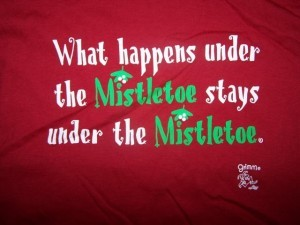 What happens under
the Mistletoe stays
under the Mistletoe.©